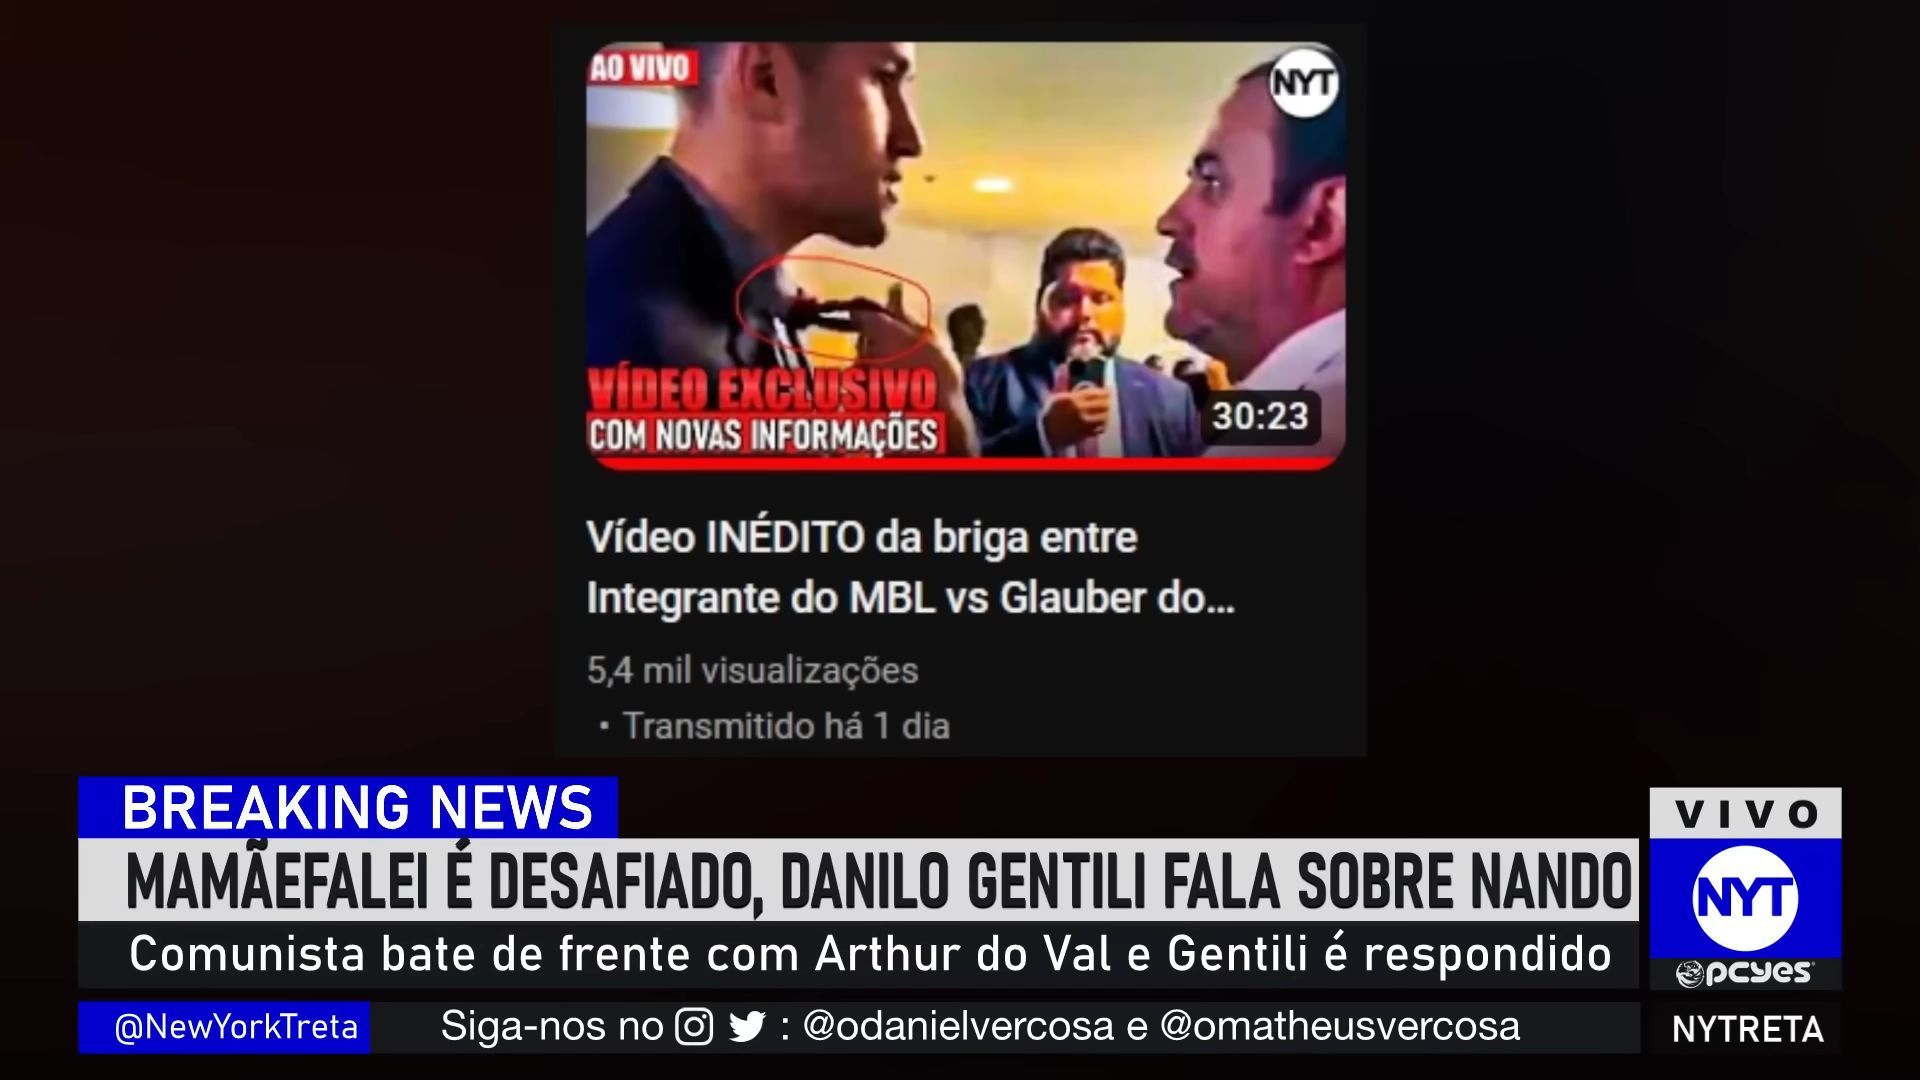 AO VIVO
NYT
VÍDEO EXCLUSIVO
COM NOVAS INFORMAÇÕES
30:23
Vídeo INÉDITO da briga entre
Integrante do MBL vs Glauber do...
5,4 mil visualizações
• Transmitido há 1 dia
BREAKING NEWS
VIVO
MAMÃEFALEI É DESAFIADO, DANILO GENTILI FALA SOBRE NANDO
NYT
Comunista bate de frente com Arthur do Val e Gentili é respondido
pcyes
@NewYorkTreta
Siga-nos no : @odanielvercosa e @omatheusvercosa
NYTRETA